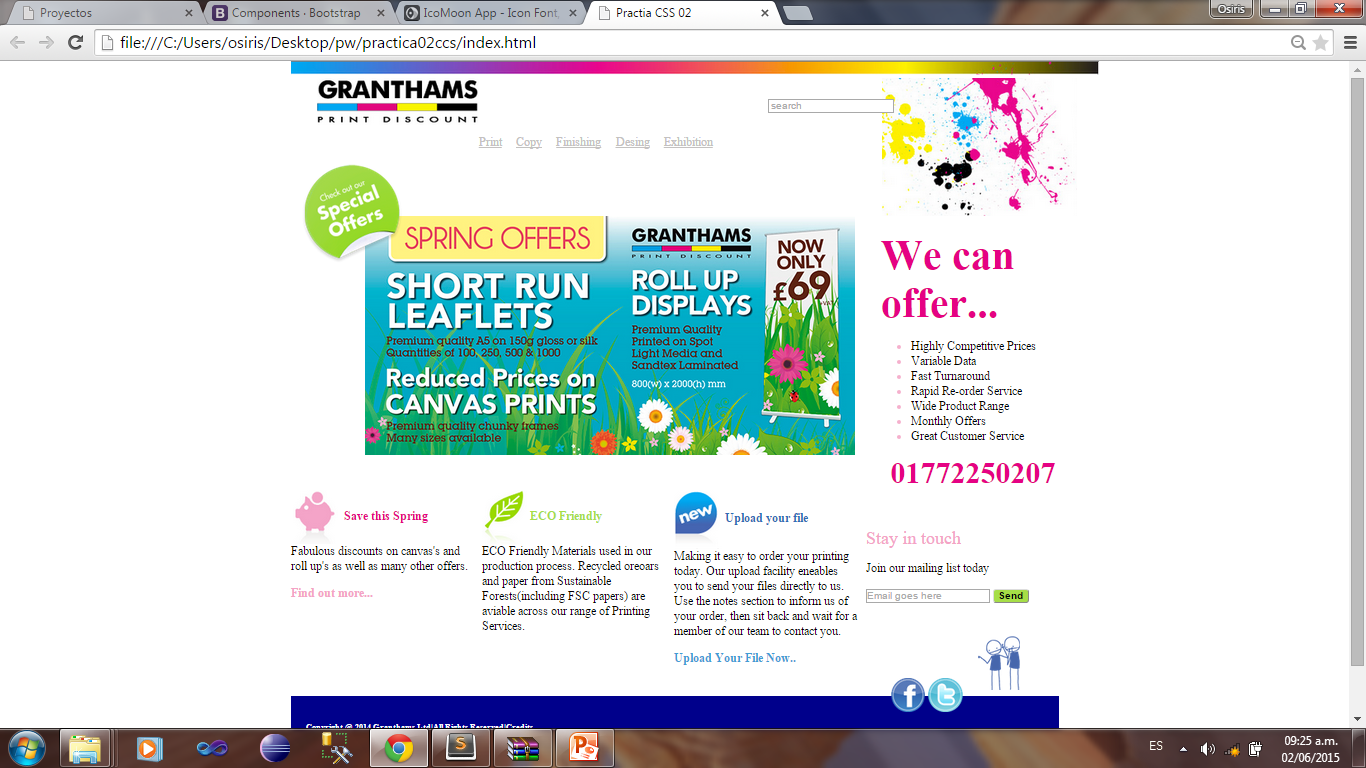 Proyectos
Components · Bootstrap
IcoMoon App - Icon Font,
Practia CSS 02
Osiris
file:///C:/Users/osiris/Desktop/pw/practica02ccs/index.html
GRANTHAMS
PRINT DISCOUNT
search
Print Copy Finishing Desing Exhibition
Check out our
Special
Offers
SPRING OFFERS
SHORT RUN
LEAFLETS
Premium quality A5 on 150g gloss or silk
Quantities of 100, 250, 500 & 1000
Reduced Prices on
CANVAS PRINTS
Premium quality chunky frames
Many sizes available
GRANTHAMS
PRINT DISCOUNT
ROLL UP
DISPLAYS
Premium Quality
Printed on Spot
Light Media and
Sandtex Laminated
800(w) x 2000(h) mm
NOW
ONLY
£69
We can
offer...
Highly Competitive Prices
Variable Data
Fast Turnaround
Rapid Re-order Service
Wide Product Range
Monthly Offers
Great Customer Service
01772250207
Save this Spring
Fabulous discounts on canvas's and
roll up's as well as many other offers.
Find out more...
ECO Friendly
ECO Friendly Materials used in our
production process. Recycled oreoars
and paper from Sustainable
Forests(including FSC papers) are
aviable across our range of Printing
Services.
new
Upload your file
Making it easy to order your printing
today. Our upload facility eneables
you to send your files directly to us.
Use the notes section to inform us of
your order, then sit back and wait for a
member of our team to contact you.
Upload Your File Now..
Stay in touch
Join our mailing list today
Email goes here
Send
Copyright @ 2014 Granthams Ltd|All Rights Reserved|Credits
ES
09:25 a.m.
02/06/2015